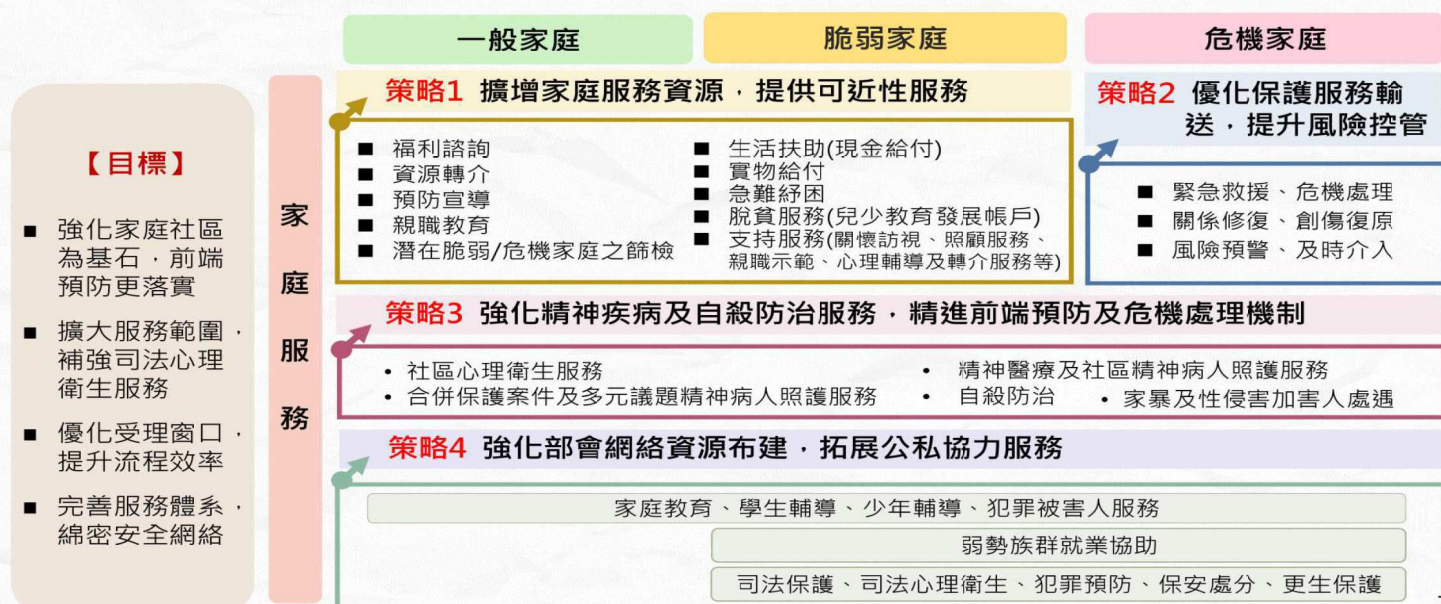 一般家庭
脆弱家庭
危機家庭
【目標】
■ 強化家庭社區
為基石，前端
預防更落實
■ 擴大服務範圍，
補強司法心理
衛生服務
■ 優化受理窗口，
提升流程效率
■ 完善服務體系，
綿密安全網絡
家
庭
服
務
策略1 擴增家庭服務資源，提供可近性服務
■ 福利諮詢
■ 資源轉介
■ 預防宣導
■ 親職教育
■ 潛在脆弱/危機家庭之篩檢
■ 生活扶助(現金給付)
■ 實物給付
■ 急難紓困
■ 脫貧服務(兒少教育發展帳戶)
■ 支持服務(關懷訪視、照顧服務、
親職示範、心理輔導及轉介服務等)
策略2 優化保護服務輸
送，提升風險控管
■ 緊急救援、危機處理
■ 關係修復、創傷復原
■ 風險預警、及時介入
策略3 強化精神疾病及自殺防治服務，精進前端預防及危機處理機制
• 社區心理衛生服務
• 精神醫療及社區精神病人照護服務
• 合併保護案件及多元議題精神病人照護服務
• 自殺防治
• 家暴及性侵害加害人處遇
策略4 強化部會網絡資源布建，拓展公私協力服務
家庭教育、學生輔導、少年輔導、犯罪被害人服務
弱勢族群就業協助
司法保護、司法心理衛生、犯罪預防、保安處分、更生保護